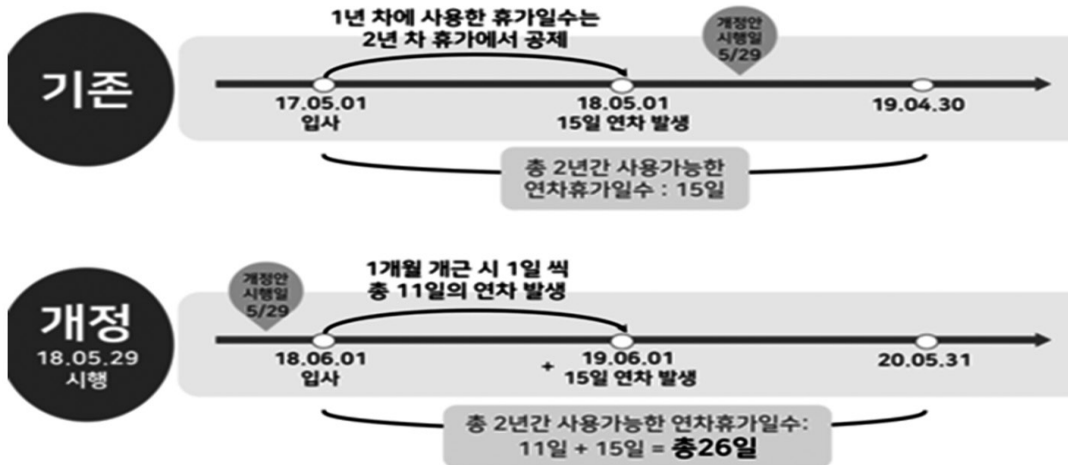 기존
1년 차에 사용한 휴가일수는
2년 차 휴가에서 공제
개정안
시행일
5/29
17.05.01
입사
18.05.01
15일 연차 발생
19.04.30
총 2년간 사용가능한
연차휴가일수 : 15일
개정
18.05.29
시행
개정안
시행일
5/29
1개월 개근 시 1일 씩
총 11일의 연차 발생
18.06.01
입사
+ 19.06.01
15일 연차 발생
20.05.31
총 2년간 사용가능한 연차휴가일수:
11일 + 15일 = 총26일